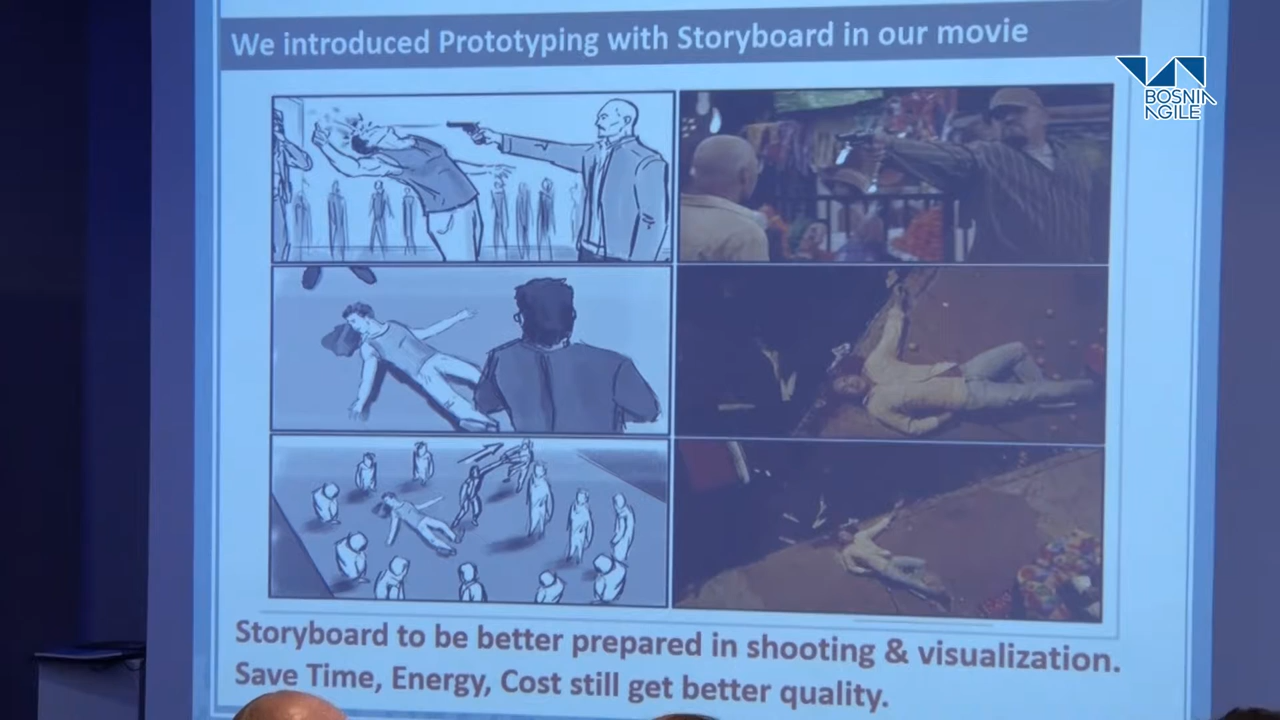 We introduced Prototyping with Storyboard in our movie
BOSNIA
AGILE
Storyboard to be better prepared in shooting & visualization.
Save Time, Energy, Cost still get better quality.